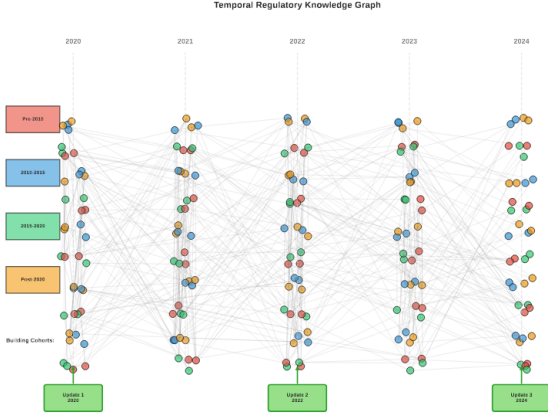 Temporal Regulatory Knowledge Graph
2020 2021 2022 2023 2024
Pre-2010
2010-2015
2015-2020
Post-2020
Building Cohorts:
Update 1
2020
Update 2
2022
Update 3
2024